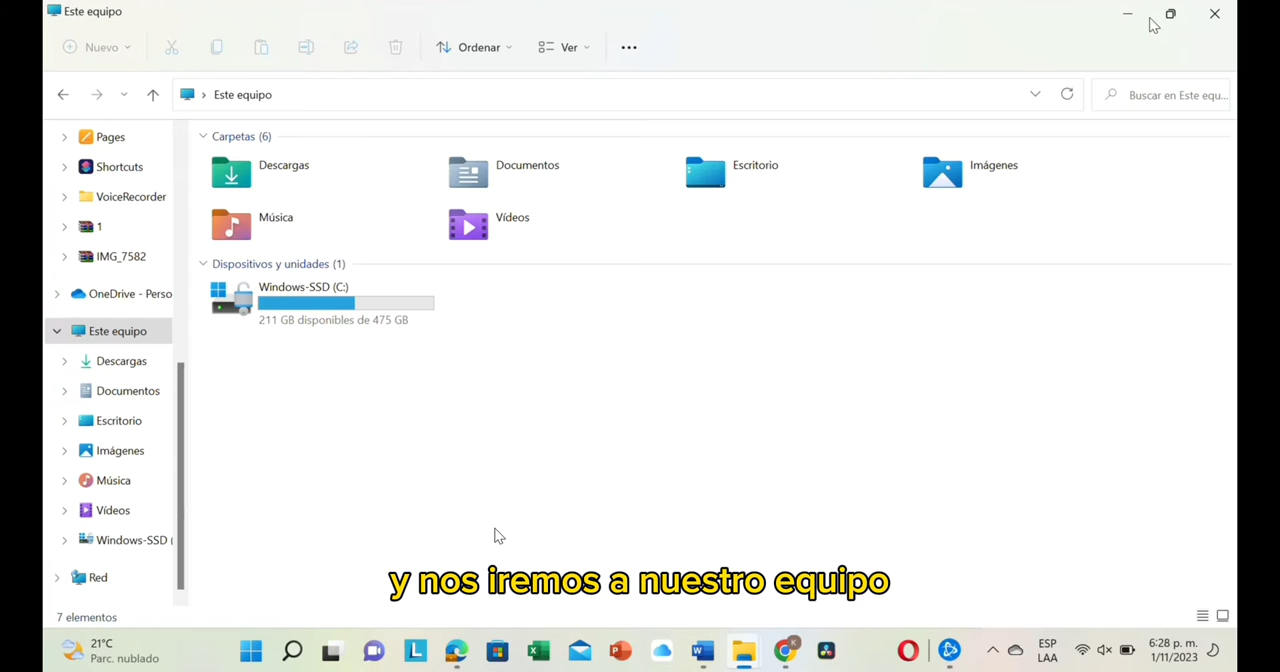 Este equipo
Nuevo
Ordenar
Ver
Este equipo
Buscar en Este equ...
Pages
Shortcuts
VoiceRecorder
1
IMG_7582
OneDrive - Perso
Este equipo
Descargas
Documentos
Escritorio
Imágenes
Música
Vídeos
Windows-SSD (
Red
Carpetas (6)
Descargas
Documentos
Escritorio
Imágenes
Música
Vídeos
Dispositivos y unidades (1)
Windows-SSD (C:)
211 GB disponibles de 475 GB
y nos iremos a nuestro equipo
7 elementos
21°C
Parc. nublado
L
K
ESP
LAA
6:28 p. m.
1/11/2023